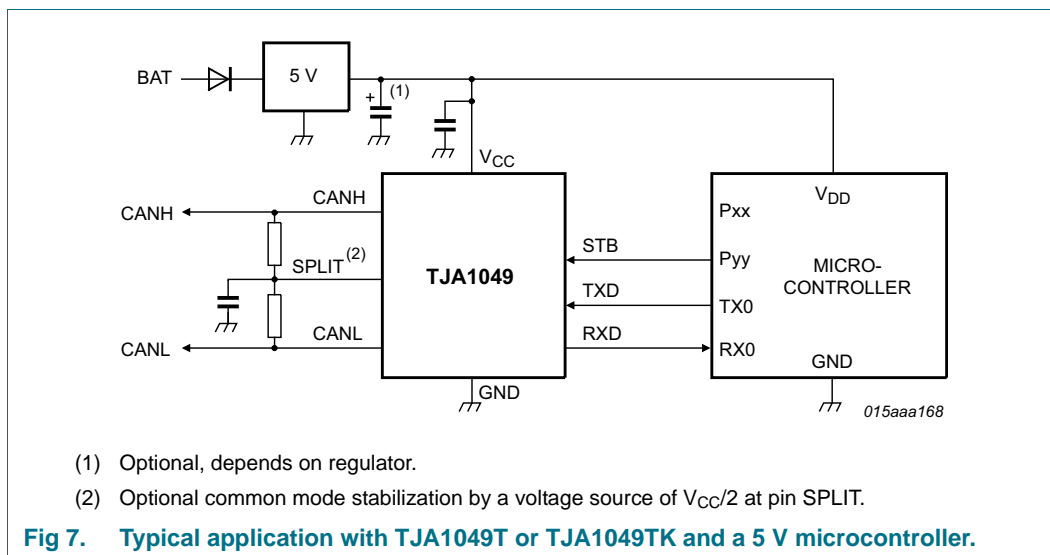 BAT
5 V
+
(1)
VCC
CANH
CANH
SPLIT(2)
CANL
CANL
TJA1049
GND
STB
TXD
RXD
VDD
Pxx
Pyy
TX0
RX0
MICRO-
CONTROLLER
GND
015aaa168
(1) Optional, depends on regulator.
(2) Optional common mode stabilization by a voltage source of VCC/2 at pin SPLIT.
Fig 7. Typical application with TJA1049T or TJA1049TK and a 5 V microcontroller.